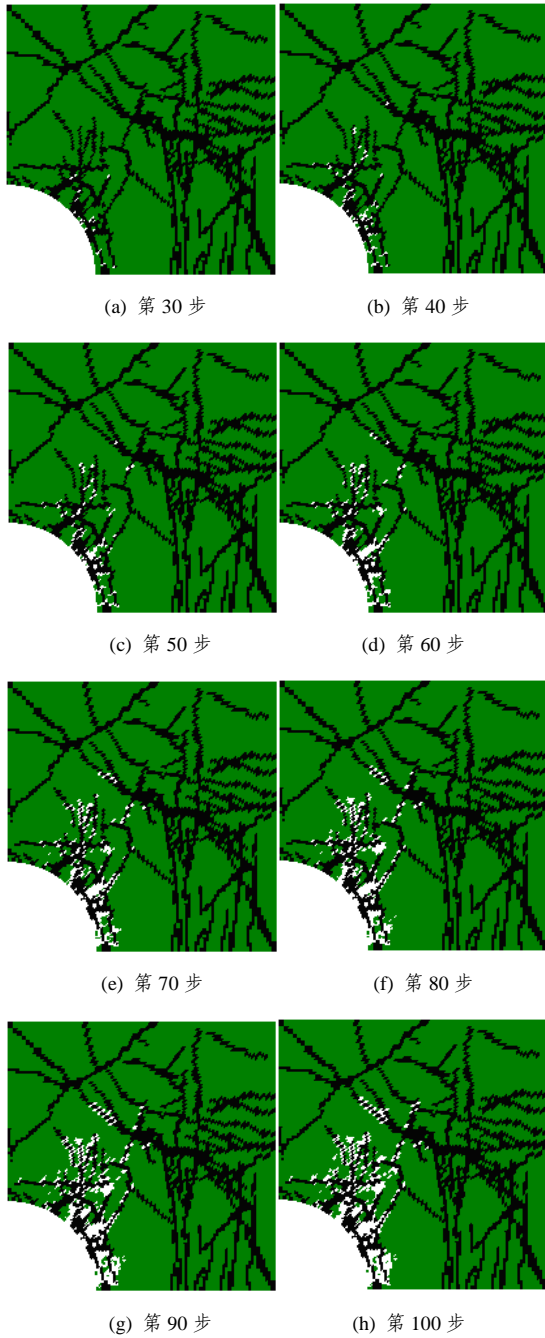 (a) 第 30 步
(b) 第 40 步
(c) 第 50 步
(d) 第 60 步
(e) 第 70 步
(f) 第 80 步
(g) 第 90 步
(h) 第 100 步